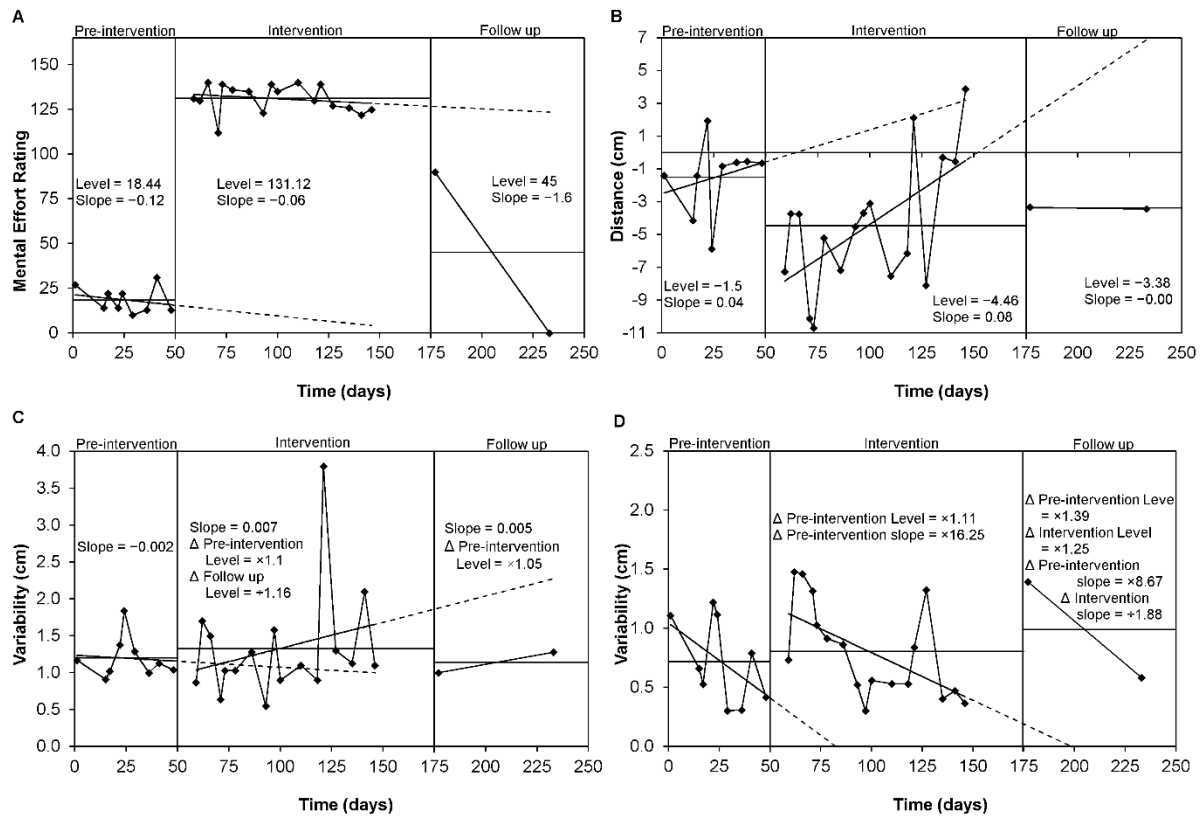 A
Pre-intervention Intervention Follow up
150
125
100
75
50
25
0
Mental Effort Rating
Level = 18.44
Slope = −0.12
Level = 131.12
Slope = −0.06
Level = 45
Slope = −1.6
0 25 50 75 100 125 150 175 200 225 250
Time (days)
B
Pre-intervention Intervention Follow up
7
5
3
1
-1
-3
-5
-7
-9
-11
Distance (cm)
Level = −1.5
Slope = 0.04
Level = −4.46
Slope = 0.08
Level = −3.38
Slope = −0.00
0 25 50 75 100 125 150 175 200 225 250
Time (days)
C
Pre-intervention Intervention Follow up
4.0
3.5
3.0
2.5
2.0
1.5
1.0
0.5
0.0
Variability (cm)
Slope = −0.002
Slope = 0.007
Δ Pre-intervention
Level = ×1.1
Δ Follow up
Level = ÷1.16
Slope = 0.005
Δ Pre-intervention
Level = ×1.05
0 25 50 75 100 125 150 175 200 225 250
Time (days)
D
Pre-intervention Intervention Follow up
2.5
2.0
1.5
1.0
0.5
0.0
Variability (cm)
Δ Pre-intervention Level = ×1.11
Δ Pre-intervention slope = ×16.25
Δ Pre-intervention Leve
= ×1.39
Δ Intervention Level
= ×1.25
Δ Pre-intervention
slope = ×8.67
Δ Intervention
slope = ÷1.88
0 25 50 75 100 125 150 175 200 225 250
Time (days)